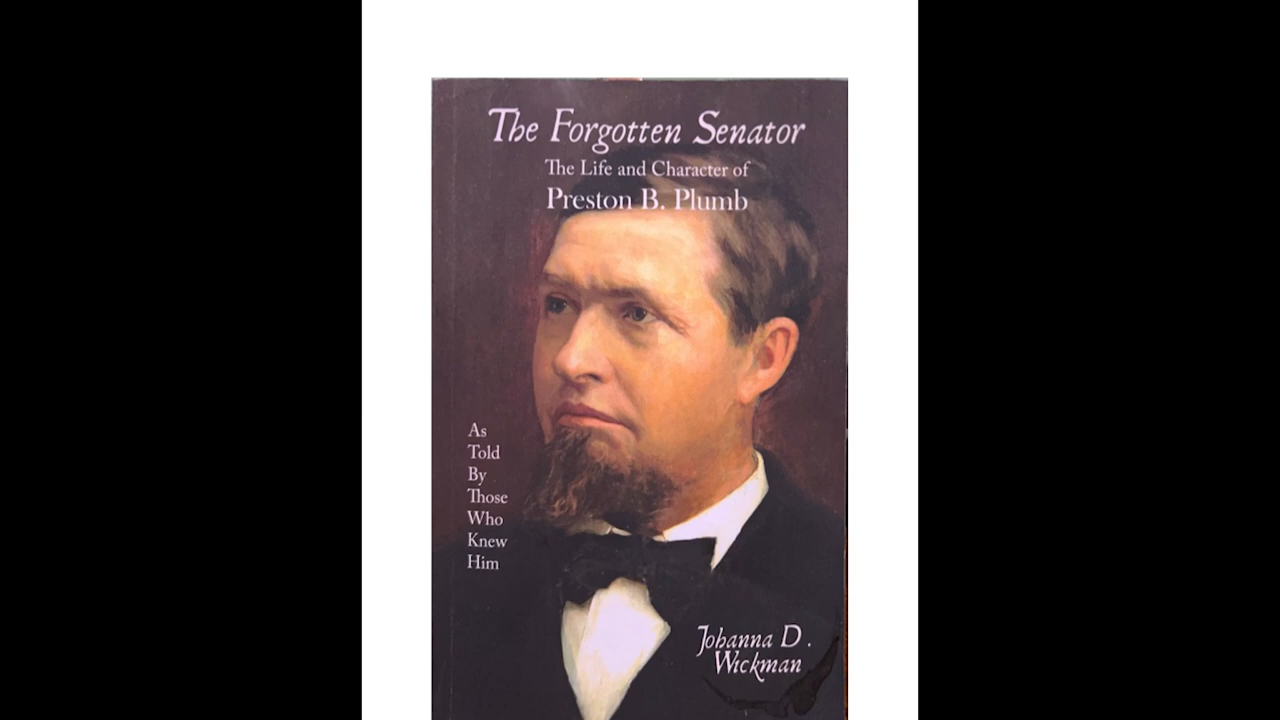 The Forgotten Senator
The Life and Character of
Preston B. Plumb
As
Told
By
Those
Who
Knew
Him
Johanna D.
Wickman